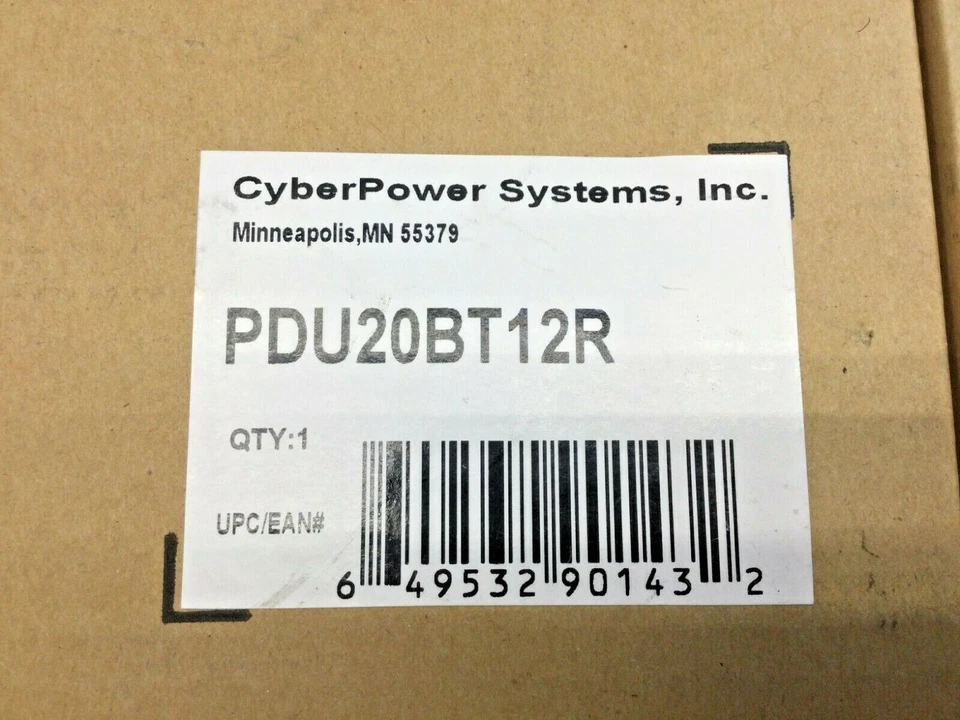 CyberPower Systems, Inc.
Minneapolis,MN 55379
PDU20BT12R
QTY:1
UPC/EAN#
6 49532 90143 2